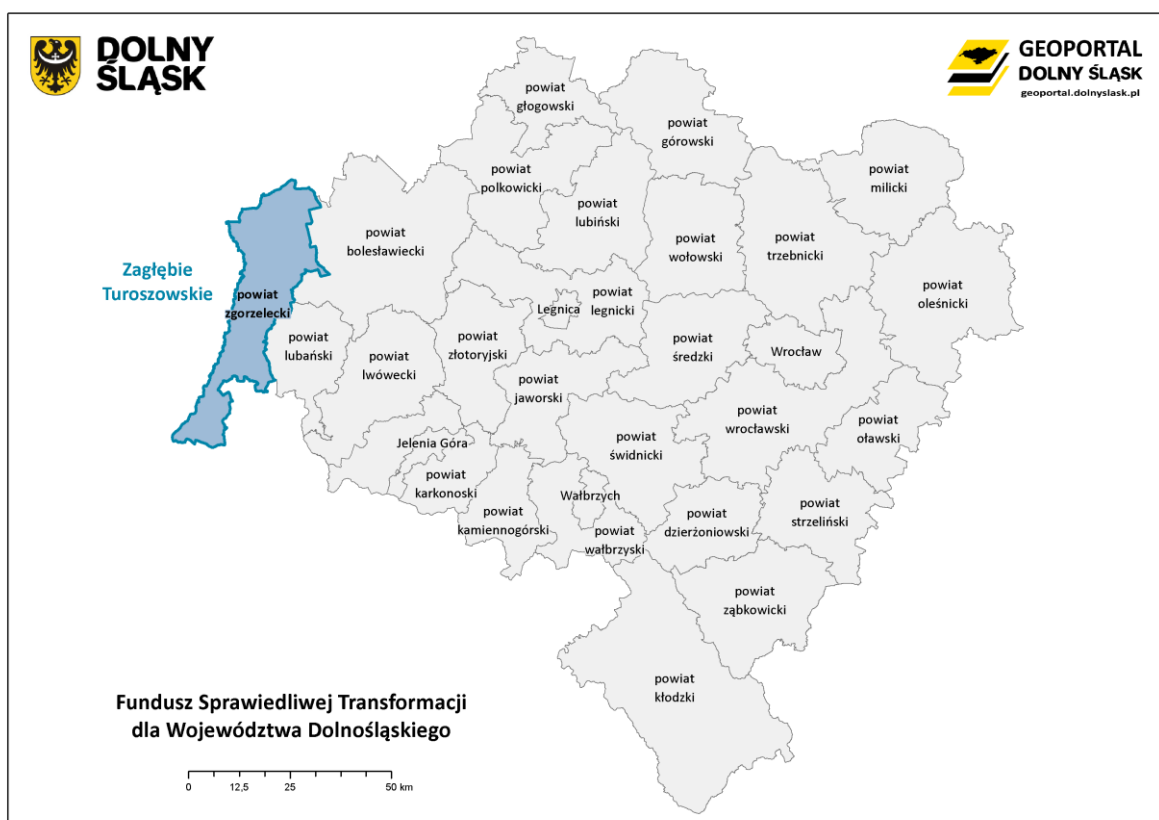 DOLNY
ŚLĄSK
GEOPORTAL
DOLNY ŚLĄSK
geoportal.dolnyslask.pl
powiat
głogowski
powiat
górowski
powiat
polkowicki
powiat
milicki
powiat
lubiński
powiat
bolesławiecki
powiat
wołowski
powiat
trzebnicki
Zagłębie
Turoszowskie
powiat
zgorzelecki
powiat
oleśnicki
Legnica
powiat
legnicki
powiat
lubański
powiat
lwówecki
powiat
złotoryjski
powiat
średzki
Wrocław
powiat
jaworski
powiat
wrocławski
powiat
oławski
Jelenia Góra
powiat
świdnicki
powiat
karkonoski
Wałbrzych
powiat
kamiennogórski
powiat
wałbrzyski
powiat
dzierżoniowski
powiat
strzeliński
powiat
ząbkowicki
powiat
kłodzki
Fundusz Sprawiedliwej Transformacji
dla Województwa Dolnośląskiego
0 12,5 25 50 km